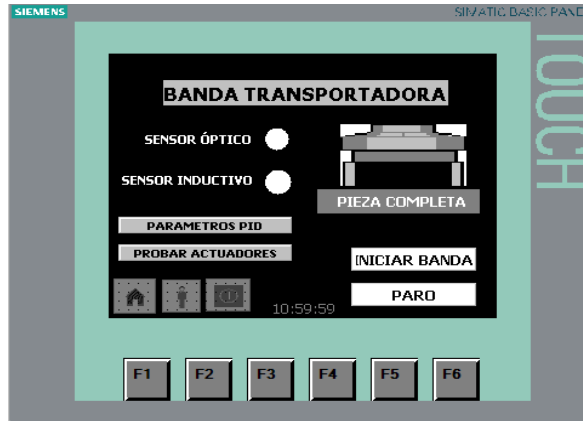 SIEMENS
SIMATIC BASIC PANE
TOUCH
BANDA TRANSPORTADORA
SENSOR ÓPTICO
SENSOR INDUCTIVO
PIEZA COMPLETA
PARAMETROS PID
PROBAR ACTUADORES
INICIAR BANDA
PARO
10:59:59
F1 F2 F3 F4 F5 F6